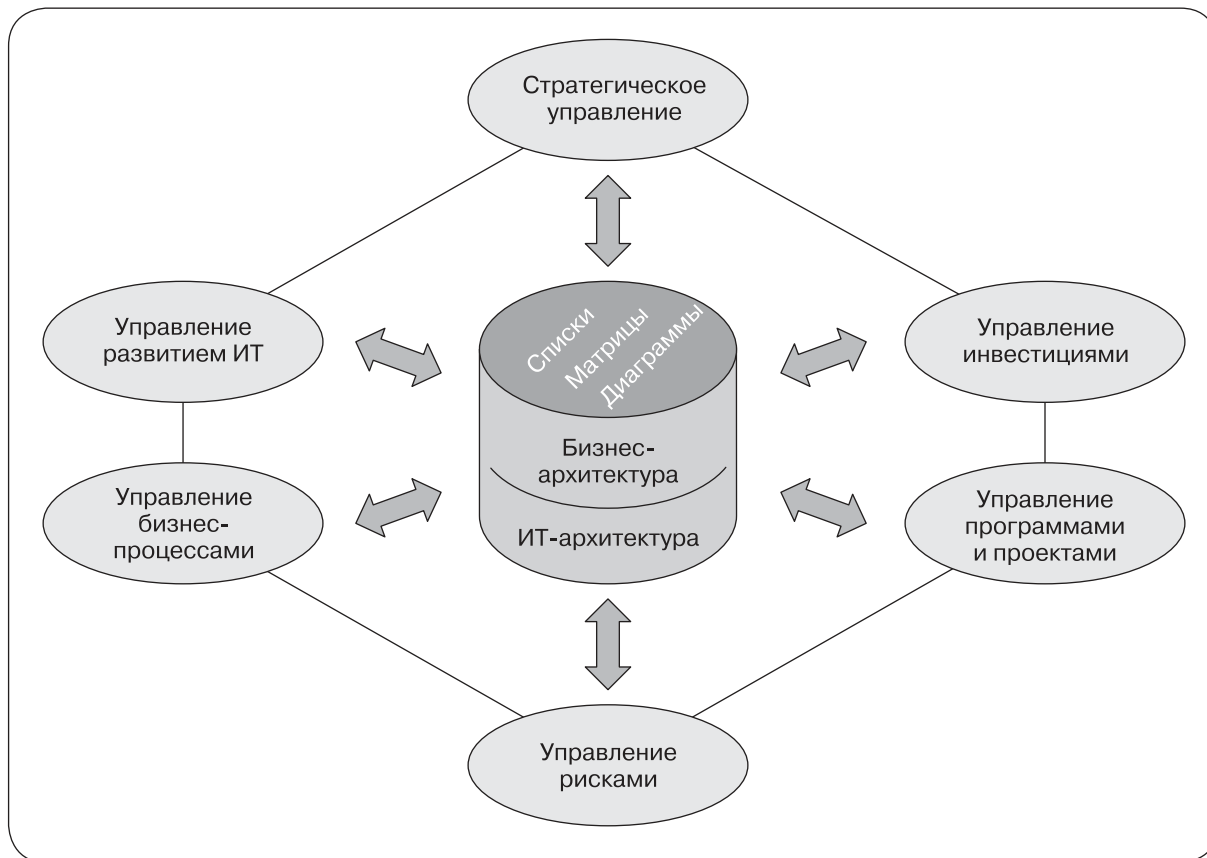 Стратегическое
управление
Управление
развитием ИТ
Списки
Матрицы
Диаграммы
Управление
инвестициями
Бизнес-
архитектура
ИТ-архитектура
Управление
бизнес-
процессами
Управление
программами
и проектами
Управление
рисками